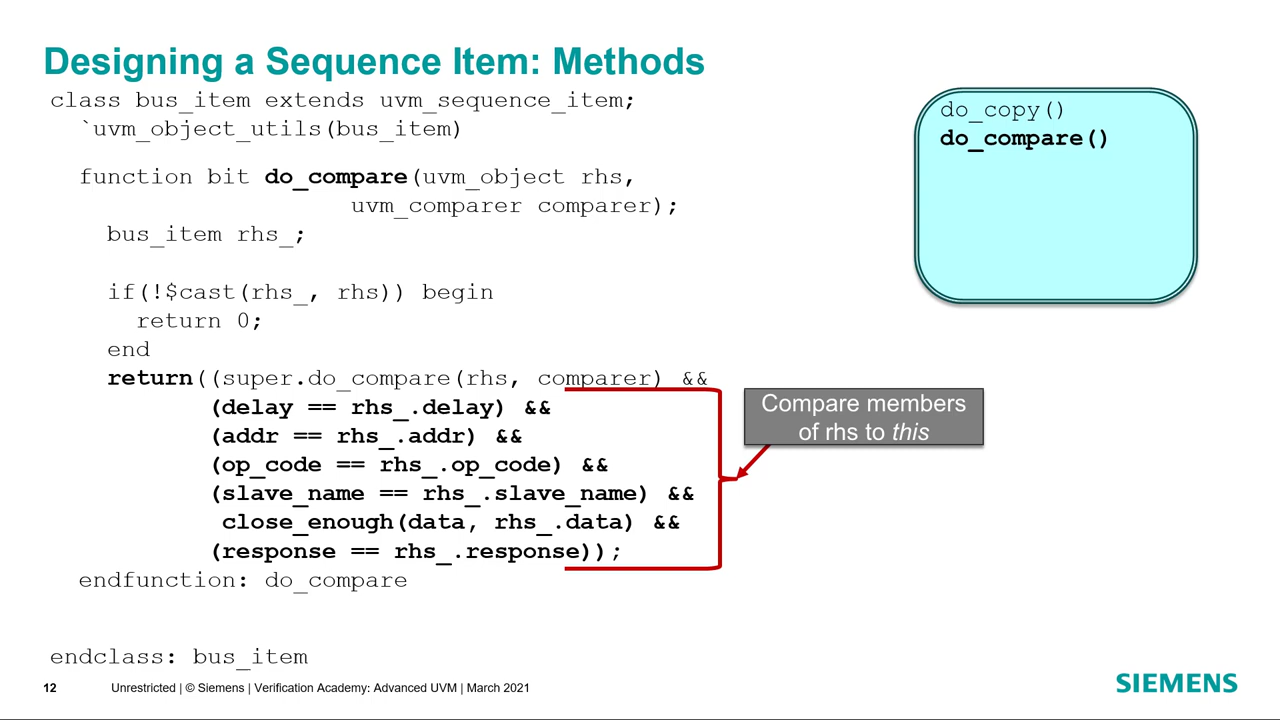 Designing a Sequence Item: Methods
class bus_item extends uvm_sequence_item;
`uvm_object_utils(bus_item)
function bit do_compare(uvm_object rhs,
uvm_comparer comparer);
bus_item rhs_;
if(!$cast(rhs_, rhs)) begin
return 0;
end
return((super.do_compare(rhs, comparer) &&
(delay == rhs_.delay) &&
(addr == rhs_.addr) &&
(op_code == rhs_.op_code) &&
(slave_name == rhs_.slave_name) &&
close_enough(data, rhs_.data) &&
(response == rhs_.response));
endfunction: do_compare
endclass: bus_item
do_copy()
do_compare()
Compare members
of rhs to this
12
Unrestricted | © Siemens | Verification Academy: Advanced UVM | March 2021
SIEMENS